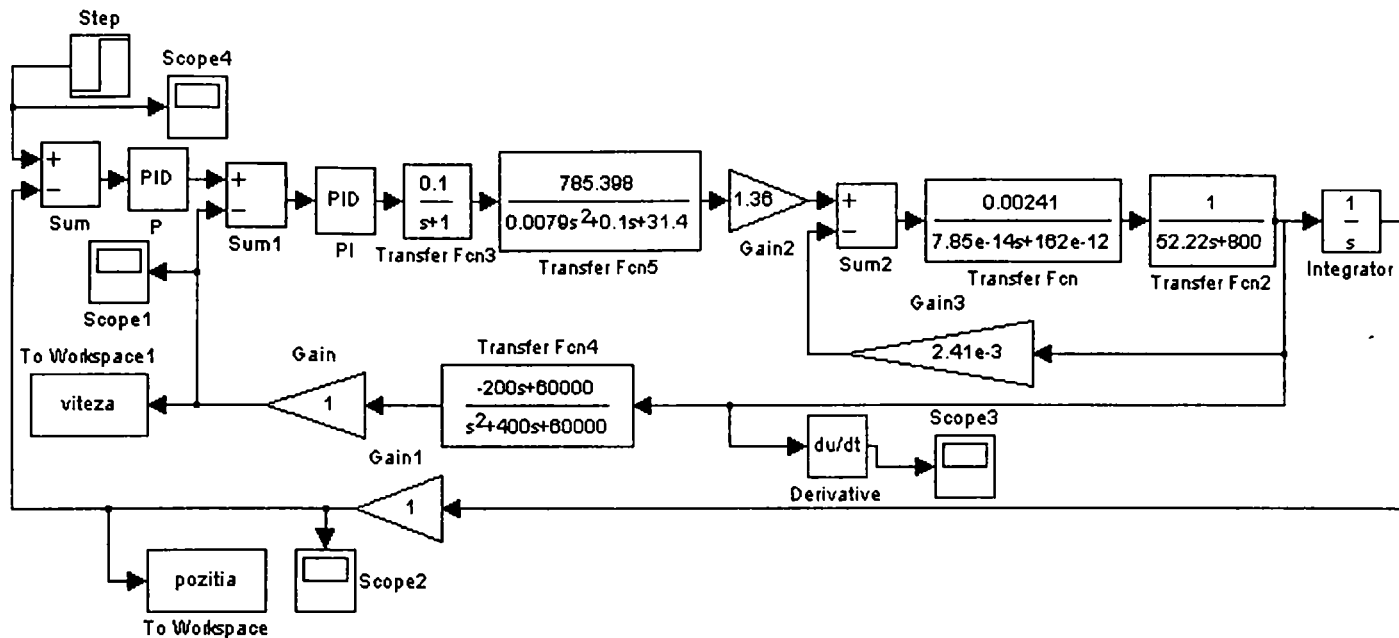 Step
Scope4
+
−
Sum
PID
P
+
−
Sum1
PID
PI
0.1
s+1
Transfer Fcn3
785.398
0.0079s²+0.1s+31.4
Transfer Fcn5
1.36
Gain2
+
−
Sum2
0.00241
7.85e-14s+162e-12
Transfer Fcn
1
52.22s+800
Transfer Fcn2
1
s
Integrator
Scope1
Gain3
2.41e-3
To Workspace1
viteza
Gain
1
Transfer Fcn4
-200s+60000
s²+400s+60000
du/dt
Derivative
Scope3
Gain1
1
Scope2
pozitia
To Workspace